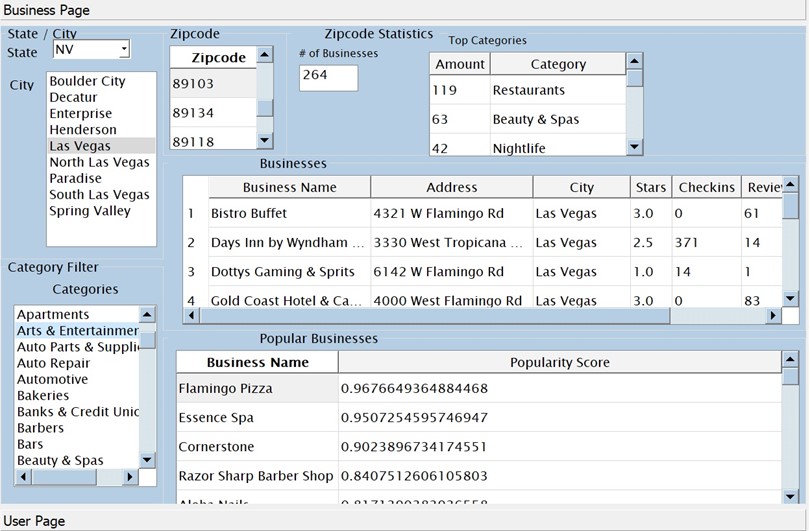 Business Page
State / City
State NV
City
Boulder City
Decatur
Enterprise
Henderson
Las Vegas
North Las Vegas
Paradise
South Las Vegas
Spring Valley
Zipcode
Zipcode
89103
89134
89118
Zipcode Statistics
# of Businesses
264
Top Categories
Amount Category
119 Restaurants
63 Beauty & Spas
42 Nightlife
Businesses
Business Name Address City Stars Checkins Review
1 Bistro Buffet 4321 W Flamingo Rd Las Vegas 3.0 0 61
2 Days Inn by Wyndham ... 3330 West Tropicana ... Las Vegas 2.5 371 14
3 Dottys Gaming & Sprits 6142 W Flamingo Rd Las Vegas 1.0 14 1
4 Gold Coast Hotel & Ca... 4000 West Flamingo Rd Las Vegas 3.0 0 83
Category Filter
Categories
Apartments
Arts & Entertainmen
Auto Parts & Supplie
Auto Repair
Automotive
Bakeries
Banks & Credit Unio
Barbers
Bars
Beauty & Spas
Popular Businesses
Business Name Popularity Score
Flamingo Pizza 0.9676649364884468
Essence Spa 0.9507254595746947
Cornerstone 0.9023896734174551
Razor Sharp Barber Shop 0.8407512606105803
Aloha Nails
User Page